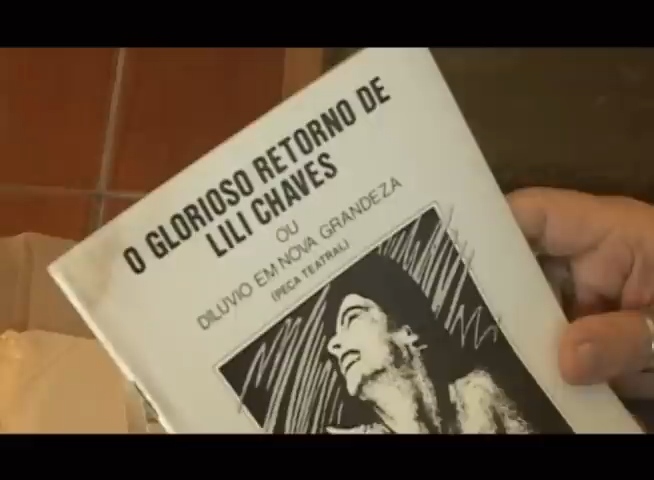 O GLORIOSO RETORNO DE
LILI CHAVES
OU
DILÚVIO EM NOVA GRANDEZA
(PEÇA TEATRAL)